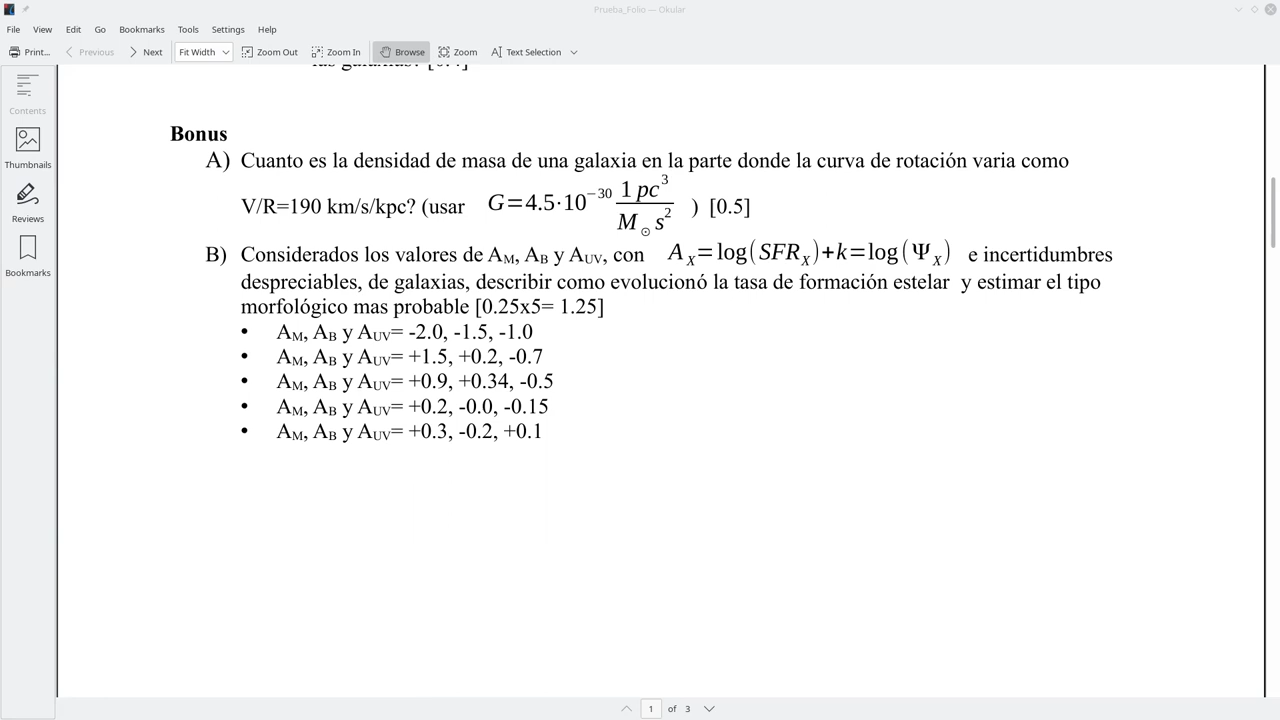 Prueba_Folio — Okular
File View Edit Go Bookmarks Tools Settings Help
Print... Previous Next Fit Width Zoom Out Zoom In Browse Zoom Text Selection
Contents
Thumbnails
Reviews
Bookmarks
Bonus
A) Cuanto es la densidad de masa de una galaxia en la parte donde la curva de rotación varia como
V/R=190 km/s/kpc? (usar G=4.5·10^−30 1 pc^3 / M_⊙ s^2 ) [0.5]
B) Considerados los valores de A_M, A_B y A_UV, con A_X=log(SFR_X)+k=log(Ψ_X) e incertidumbres
despreciables, de galaxias, describir como evolucionó la tasa de formación estelar y estimar el tipo
morfológico mas probable [0.25x5= 1.25]
• A_M, A_B y A_UV= -2.0, -1.5, -1.0
• A_M, A_B y A_UV= +1.5, +0.2, -0.7
• A_M, A_B y A_UV= +0.9, +0.34, -0.5
• A_M, A_B y A_UV= +0.2, -0.0, -0.15
• A_M, A_B y A_UV= +0.3, -0.2, +0.1
1 of 3